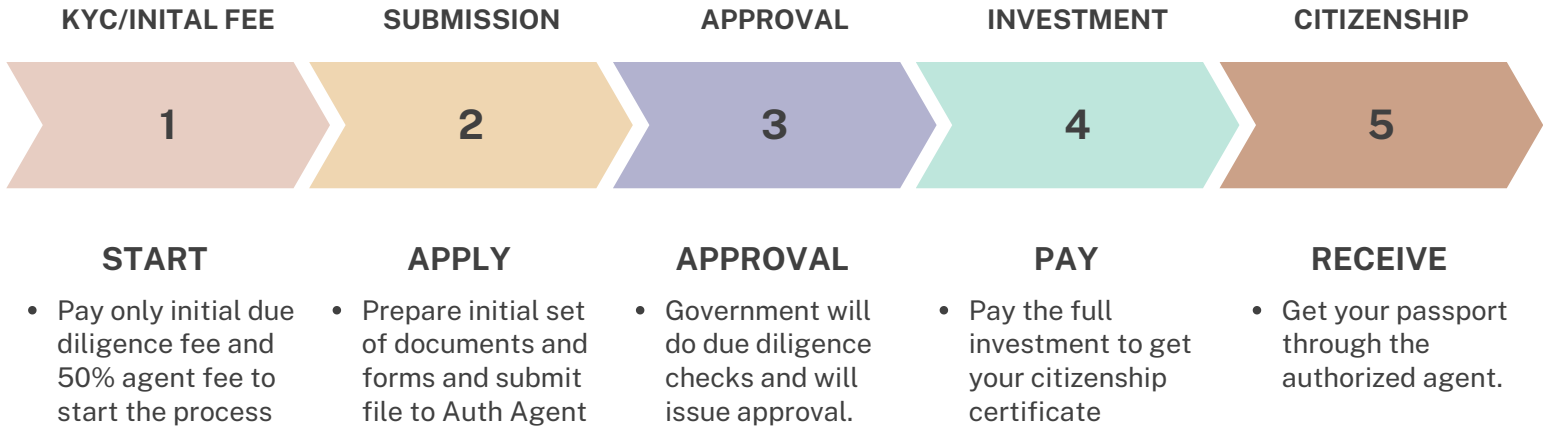 KYC/INITAL FEE
SUBMISSION
APPROVAL
INVESTMENT
CITIZENSHIP
1
2
3
4
5
START
• Pay only initial due
diligence fee and
50% agent fee to
start the process
APPLY
• Prepare initial set
of documents and
forms and submit
file to Auth Agent
APPROVAL
• Government will
do due diligence
checks and will
issue approval.
PAY
• Pay the full
investment to get
your citizenship
certificate
RECEIVE
• Get your passport
through the
authorized agent.